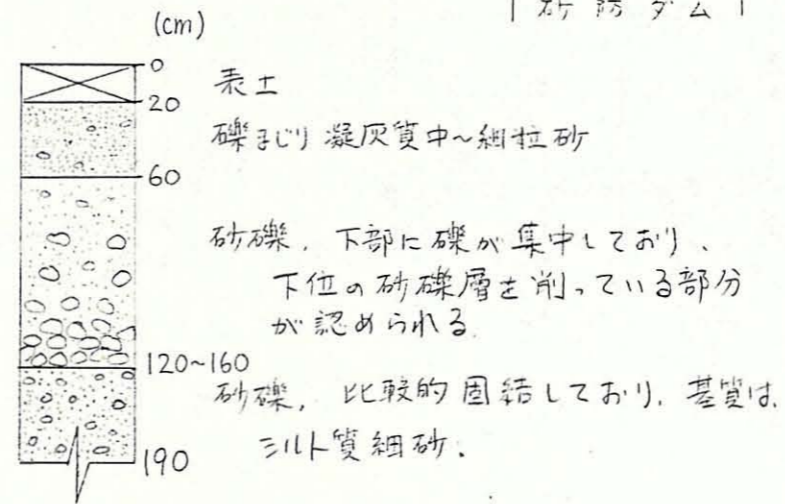 砂防ダム
(cm)
0
表土
20
礫まじり凝灰質中~細粒砂
60
砂礫. 下部に礫が集中しており、
下位の砂礫層を削っている部分
が認められる.
120~160
砂礫, 比較的固結しており, 基質は,
シルト質細砂.
190